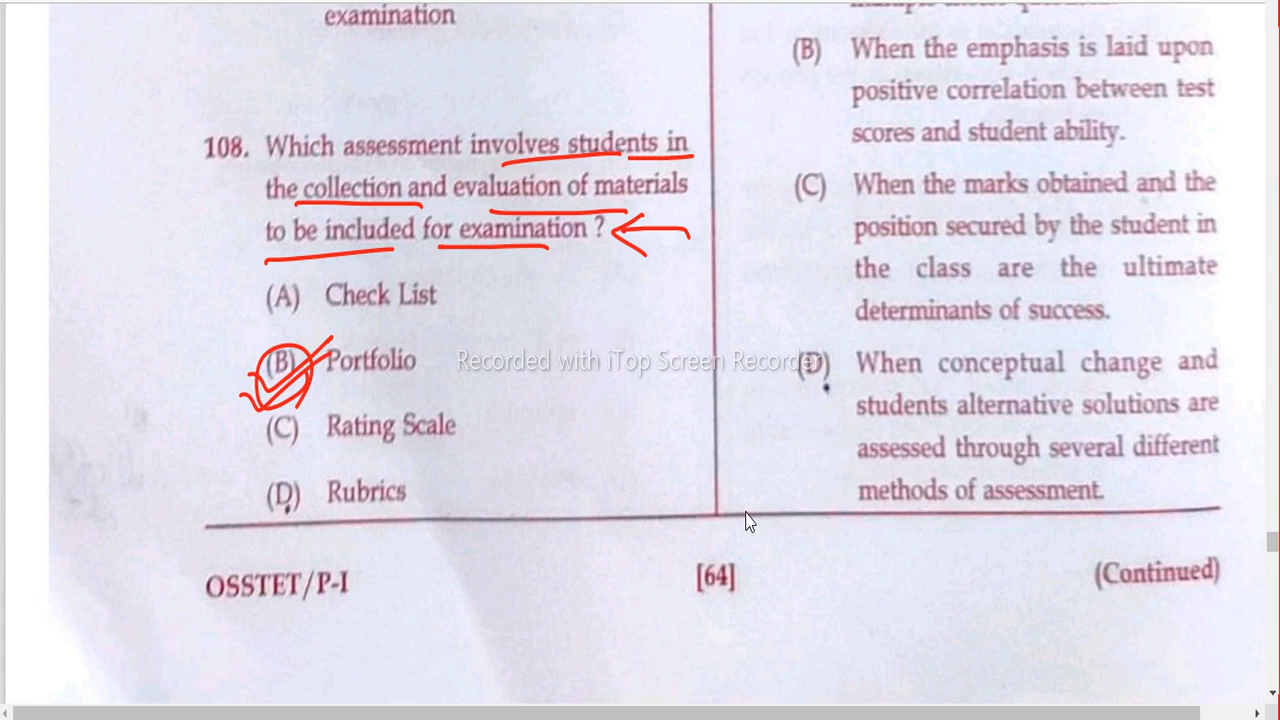 examination
108. Which assessment involves students in
the collection and evaluation of materials
to be included for examination ?
(A) Check List
(B) Portfolio
(C) Rating Scale
(D) Rubrics
(B) When the emphasis is laid upon
positive correlation between test
scores and student ability.
(C) When the marks obtained and the
position secured by the student in
the class are the ultimate
determinants of success.
(D) When conceptual change and
students alternative solutions are
assessed through several different
methods of assessment.
Recorded with iTop Screen Recorder
OSSTET/P-I
[64]
(Continued)